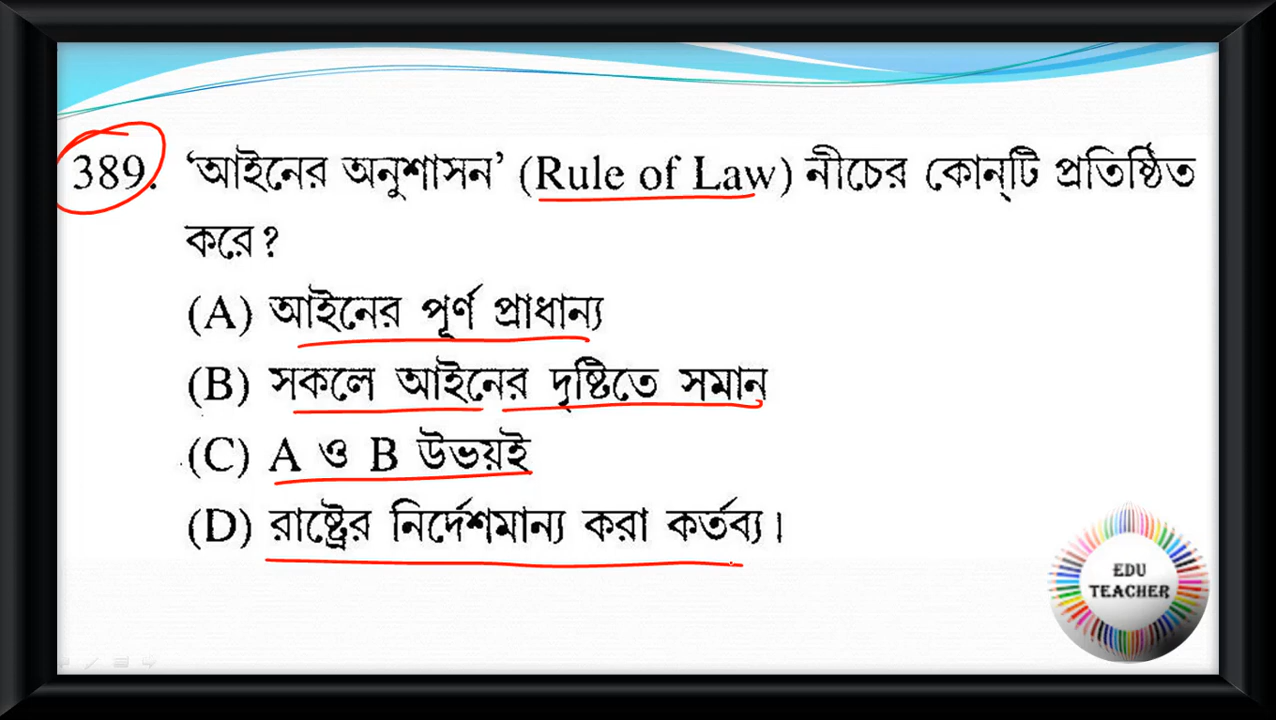 389. ‘আইনের অনুশাসন’ (Rule of Law) নীচের কোন্‌টি প্রতিষ্ঠিত
করে?
(A) আইনের পূর্ণ প্রাধান্য
(B) সকলে আইনের দৃষ্টিতে সমান
(C) A ও B উভয়ই
(D) রাষ্ট্রের নির্দেশমান্য করা কর্তব্য।
EDU
TEACHER